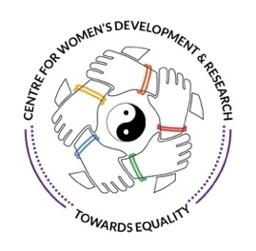 CENTRE FOR WOMEN'S DEVELOPMENT & RESEARCH
TOWARDS EQUALITY